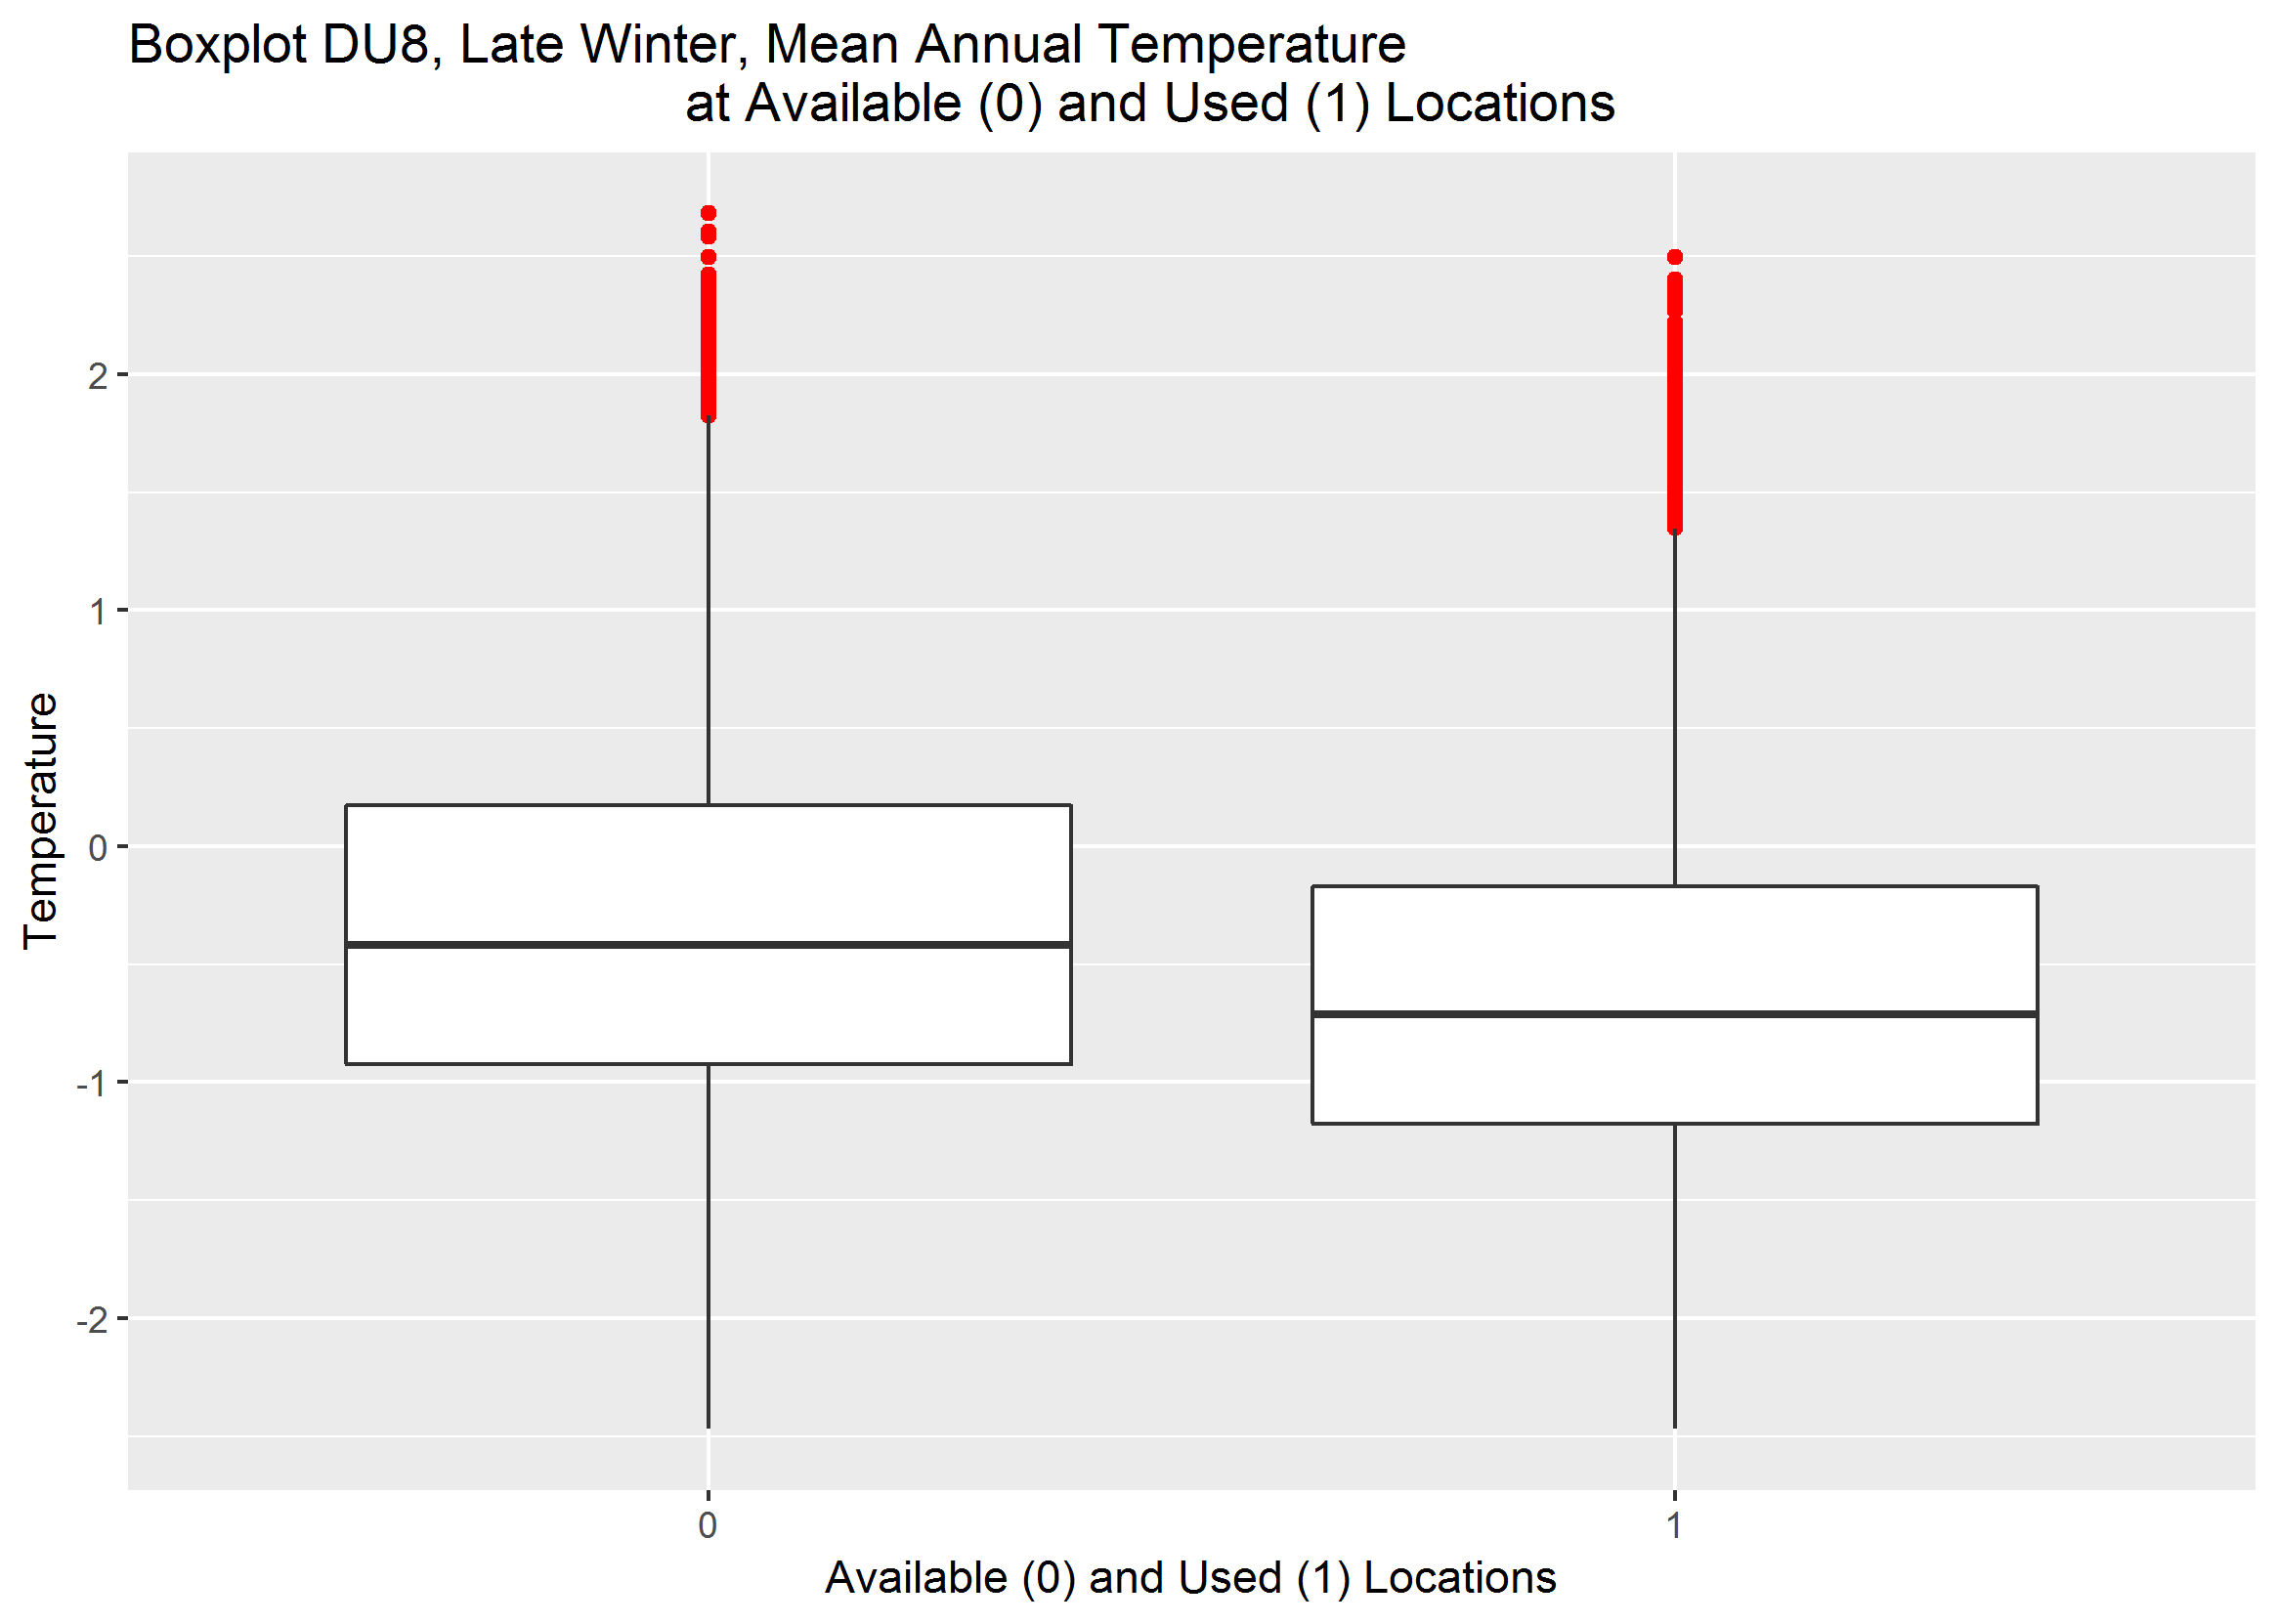 Boxplot DU8, Late Winter, Mean Annual Temperature
at Available (0) and Used (1) Locations
Temperature
2
1
0
-1
-2
0
1
Available (0) and Used (1) Locations